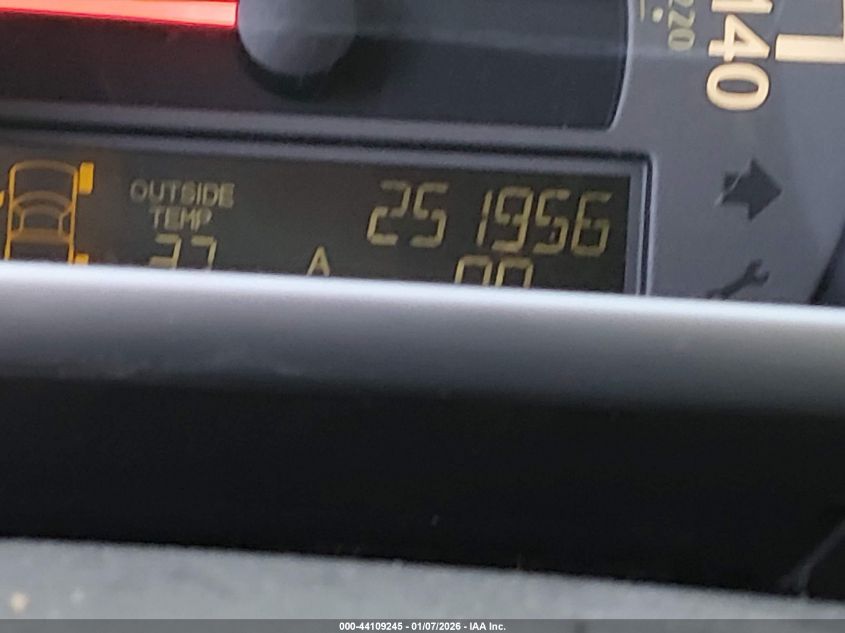 220
140
OUTSIDE
TEMP
251956
A
000-44109245 - 01/07/2026 - IAA Inc.